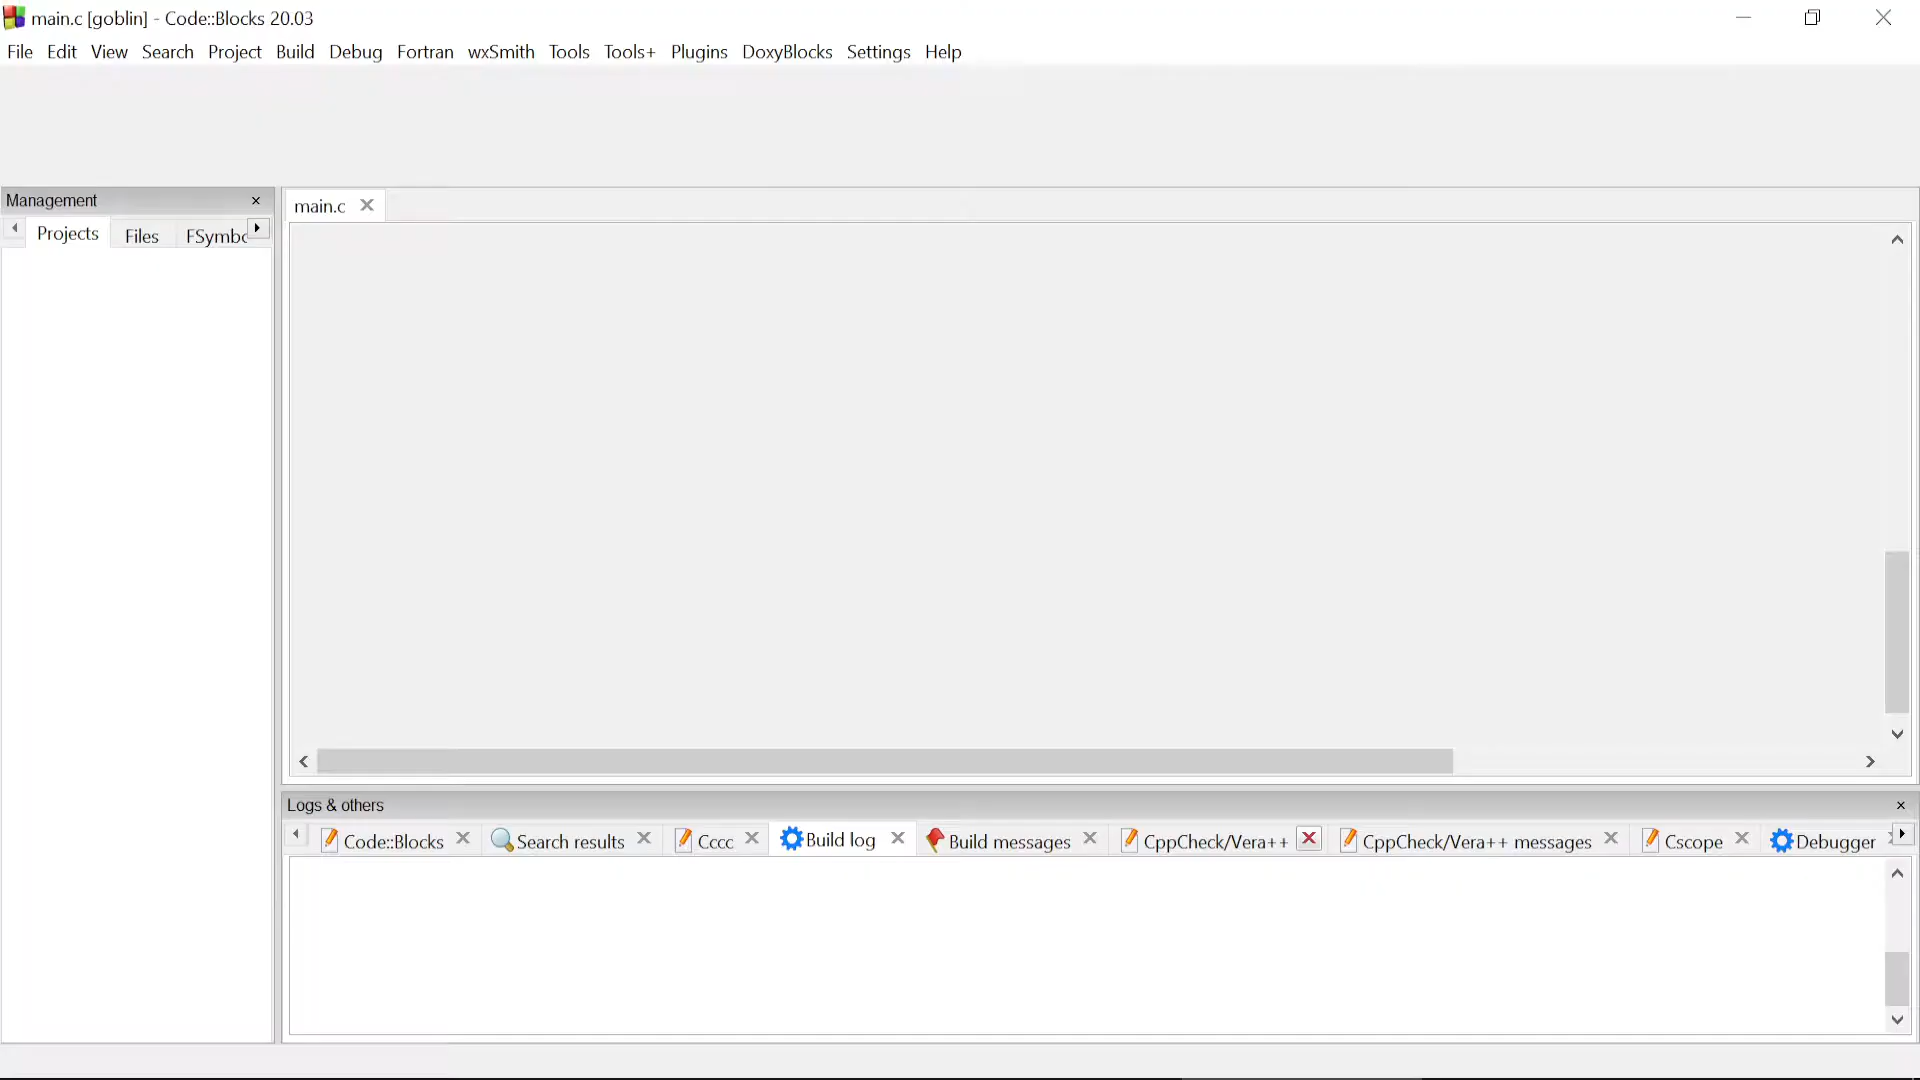 main.c [goblin] - Code::Blocks 20.03
File Edit View Search Project Build Debug Fortran wxSmith Tools Tools+ Plugins DoxyBlocks Settings Help
Management
Projects Files FSymbo
main.c
Logs & others
Code::Blocks Search results Cccc Build log Build messages CppCheck/Vera++ CppCheck/Vera++ messages Cscope Debugger